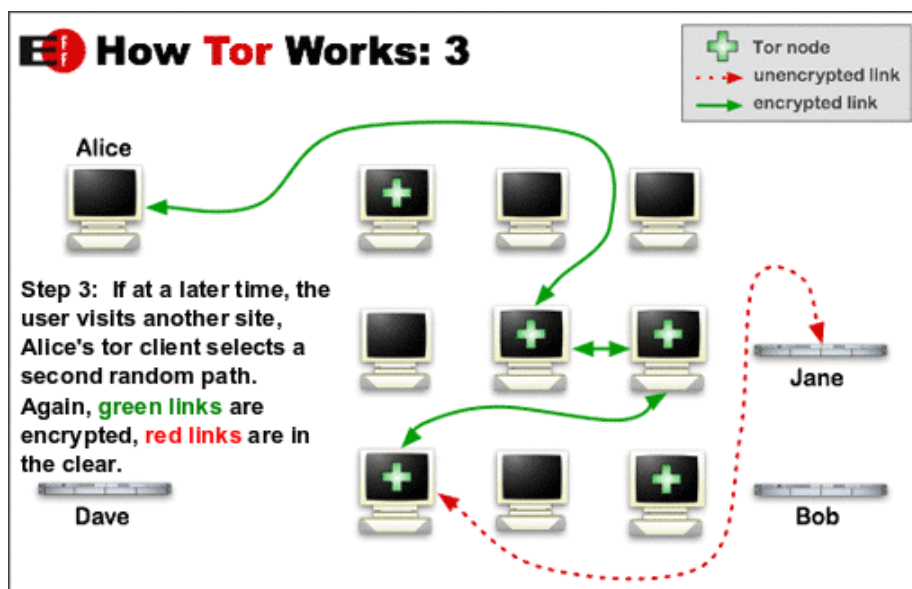 EFF How Tor Works: 3
Tor node
unencrypted link
encrypted link
Alice
Step 3: If at a later time, the
user visits another site,
Alice's tor client selects a
second random path.
Again, green links are
encrypted, red links are in
the clear.
Jane
Dave
Bob